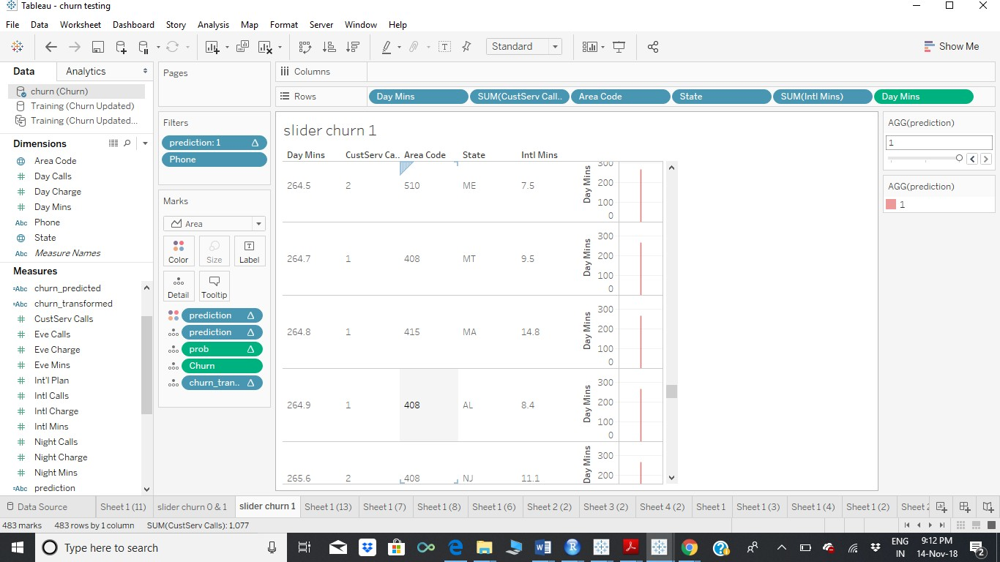 Tableau - churn testing
File Data Worksheet Dashboard Story Analysis Map Format Server Window Help
Standard
Show Me
Data Analytics
churn (Churn)
Training (Churn Updated)
Training (Churn Updated...
Dimensions
Area Code
Day Calls
Day Charge
Day Mins
Abc Phone
State
Abc Measure Names
Measures
=Abc churn_predicted
=Abc churn_transformed
CustServ Calls
Eve Calls
Eve Charge
Eve Mins
Int'l Plan
Intl Calls
Intl Charge
Intl Mins
Night Calls
Night Charge
Night Mins
=Abc prediction
Pages
Filters
prediction: 1
Phone
Marks
Area
Color Size Label
Detail Tooltip
prediction
prediction
prob
Churn
churn_tran..
Columns
Rows Day Mins SUM(CustServ Call.. Area Code State SUM(Intl Mins) Day Mins
slider churn 1
Day Mins CustServ Ca.. Area Code State Intl Mins
264.5 2 510 ME 7.5 Day Mins 300 200 100 0
264.7 1 408 MT 9.5 Day Mins 300 200 100 0
264.8 1 415 MA 14.8 Day Mins 300 200 100 0
264.9 1 408 AL 8.4 Day Mins 300 200 100 0
265.6 2 408 NJ 11.1 Day Mins 300 200
AGG(prediction)
1
AGG(prediction)
1
Data Source Sheet 1 (11) slider churn 0 & 1 slider churn 1 Sheet 1 (13) Sheet 1 (7) Sheet 1 (8) Sheet 1 (6) Sheet 2 (2) Sheet 3 (2) Sheet 4 (2) Sheet 1 Sheet 1 (3) Sheet 1 (4) Sheet 1 (2) Sheet 2
483 marks 483 rows by 1 column SUM(CustServ Calls): 1,077
Type here to search
ENG 9:12 PM
IN 14-Nov-18
2